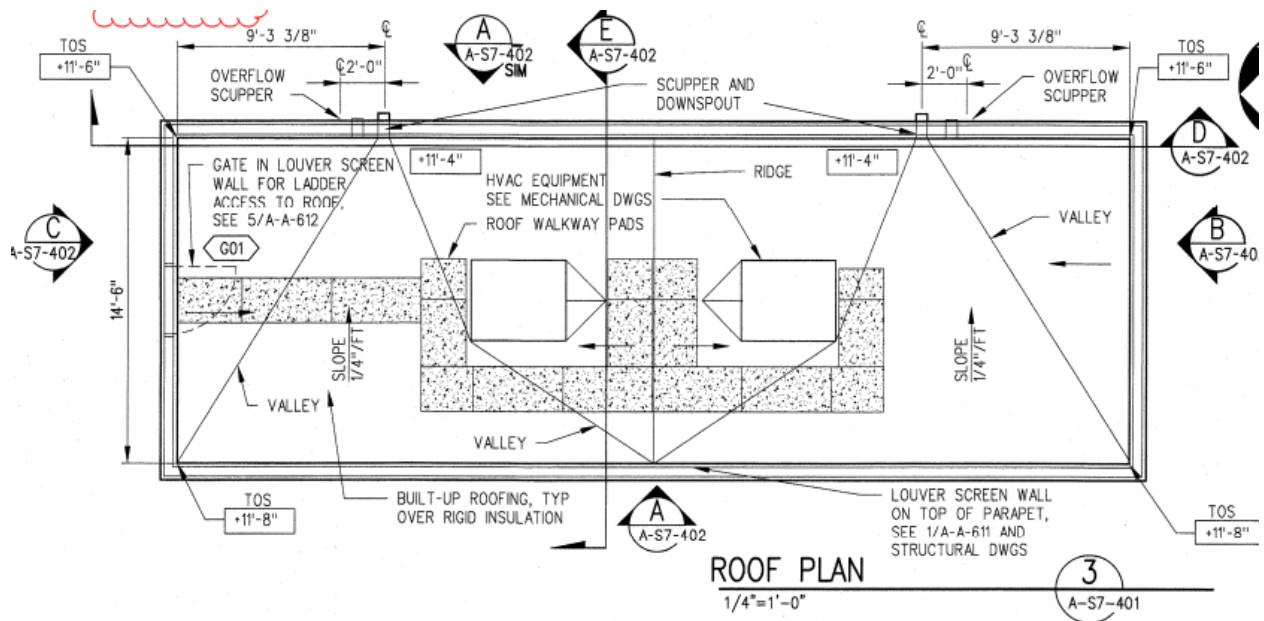 TOS
+11'-6"
9'-3 3/8"
℄
℄2'-0"
OVERFLOW
SCUPPER
A
A-S7-402
SIM
E
A-S7-402
SCUPPER AND
DOWNSPOUT
℄
9'-3 3/8"
2'-0"
℄
OVERFLOW
SCUPPER
TOS
+11'-6"
D
A-S7-402
GATE IN LOUVER SCREEN
WALL FOR LADDER
ACCESS TO ROOF,
SEE 5/A-A-612
G01
+11'-4"
HVAC EQUIPMENT
SEE MECHANICAL DWGS
ROOF WALKWAY PADS
RIDGE
+11'-4"
VALLEY
C
A-S7-402
B
A-S7-40
14'-6"
SLOPE
1/4"/FT
SLOPE
1/4"/FT
VALLEY
VALLEY
TOS
+11'-8"
BUILT-UP ROOFING, TYP
OVER RIGID INSULATION
A
A-S7-402
LOUVER SCREEN WALL
ON TOP OF PARAPET,
SEE 1/A-A-611 AND
STRUCTURAL DWGS
TOS
+11'-8"
ROOF PLAN
1/4"=1'-0"
3
A-S7-401